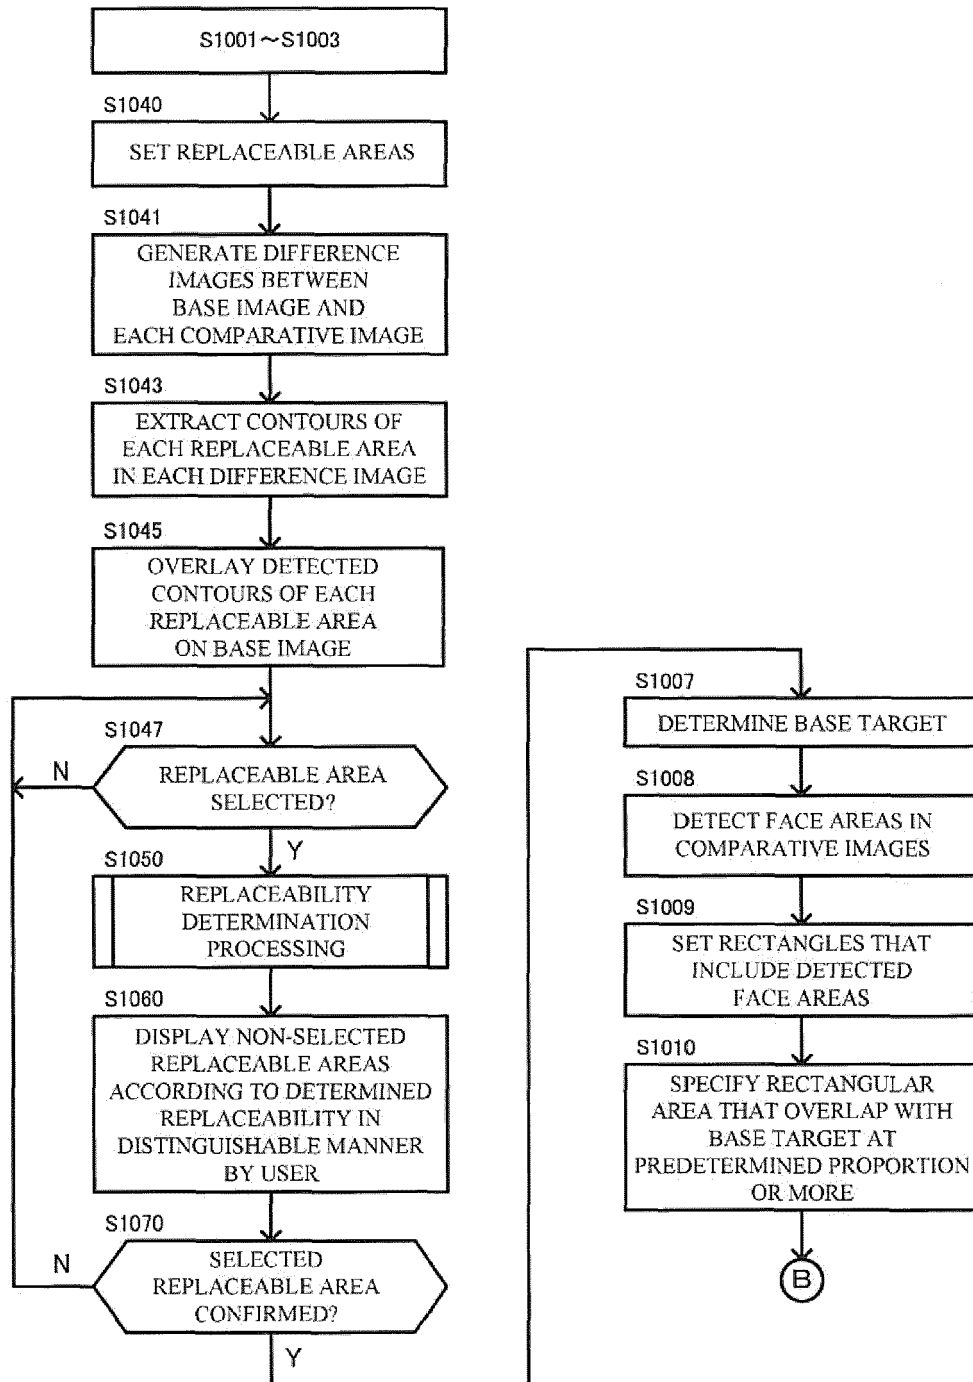 S1001～S1003
S1040
SET REPLACEABLE AREAS
S1041
GENERATE DIFFERENCE
IMAGES BETWEEN
BASE IMAGE AND
EACH COMPARATIVE IMAGE
S1043
EXTRACT CONTOURS OF
EACH REPLACEABLE AREA
IN EACH DIFFERENCE IMAGE
S1045
OVERLAY DETECTED
CONTOURS OF EACH
REPLACEABLE AREA
ON BASE IMAGE
S1047
N
REPLACEABLE AREA
SELECTED?
Y
S1050
REPLACEABILITY
DETERMINATION
PROCESSING
S1060
DISPLAY NON-SELECTED
REPLACEABLE AREAS
ACCORDING TO DETERMINED
REPLACEABILITY IN
DISTINGUISHABLE MANNER
BY USER
S1070
N
SELECTED
REPLACEABLE AREA
CONFIRMED?
Y
S1007
DETERMINE BASE TARGET
S1008
DETECT FACE AREAS IN
COMPARATIVE IMAGES
S1009
SET RECTANGLES THAT
INCLUDE DETECTED
FACE AREAS
S1010
SPECIFY RECTANGULAR
AREA THAT OVERLAP WITH
BASE TARGET AT
PREDETERMINED PROPORTION
OR MORE
B